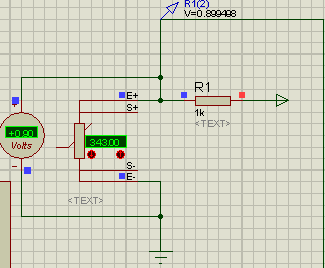 R1(2)
V=0.899498
E+
S+
R1
1k
<TEXT>
+0.90
Volts
343.00
S-
E-
<TEXT>